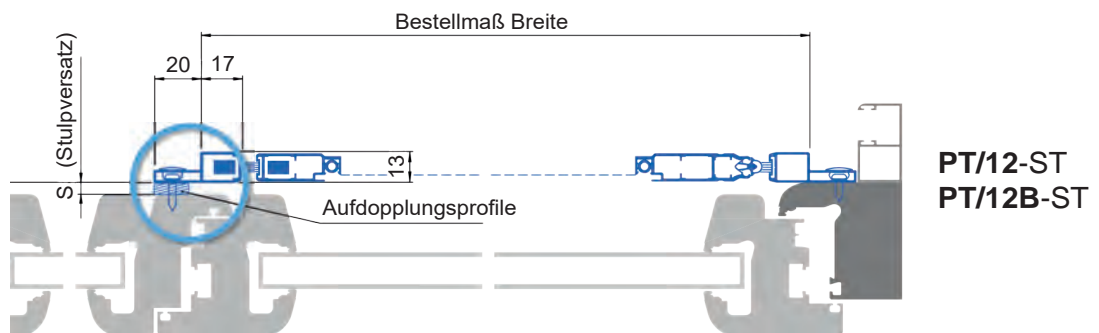 Bestellmaß Breite
20
17
S (Stulpversatz)
13
Aufdopplungsprofile
PT/12-ST
PT/12B-ST